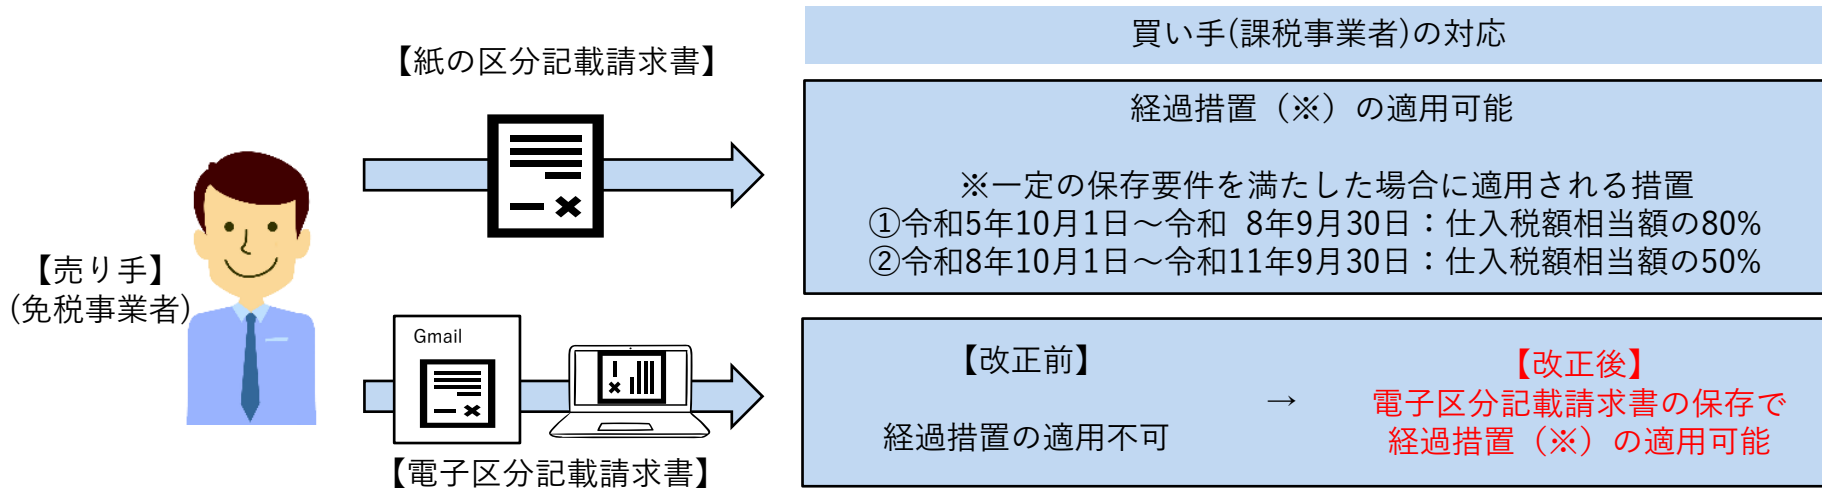 【紙の区分記載請求書】
買い手(課税事業者)の対応
経過措置（※）の適用可能
※一定の保存要件を満たした場合に適用される措置
①令和5年10月1日～令和 8年9月30日：仕入税額相当額の80%
②令和8年10月1日～令和11年9月30日：仕入税額相当額の50%
【売り手】
(免税事業者)
Gmail
【電子区分記載請求書】
【改正前】
経過措置の適用不可
→
【改正後】
電子区分記載請求書の保存で
経過措置（※）の適用可能